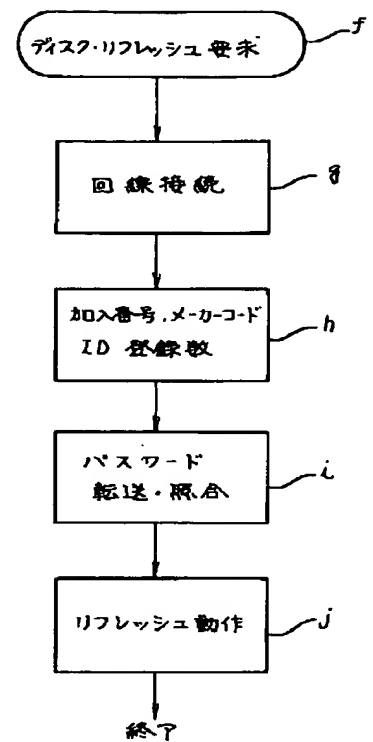 ディスク・リフレッシュ要求
f
回線接続
g
加入番号,メーカーコード
h
ID 登録数
パスワード
転送・照合
i
リフレッシュ動作
j
終了